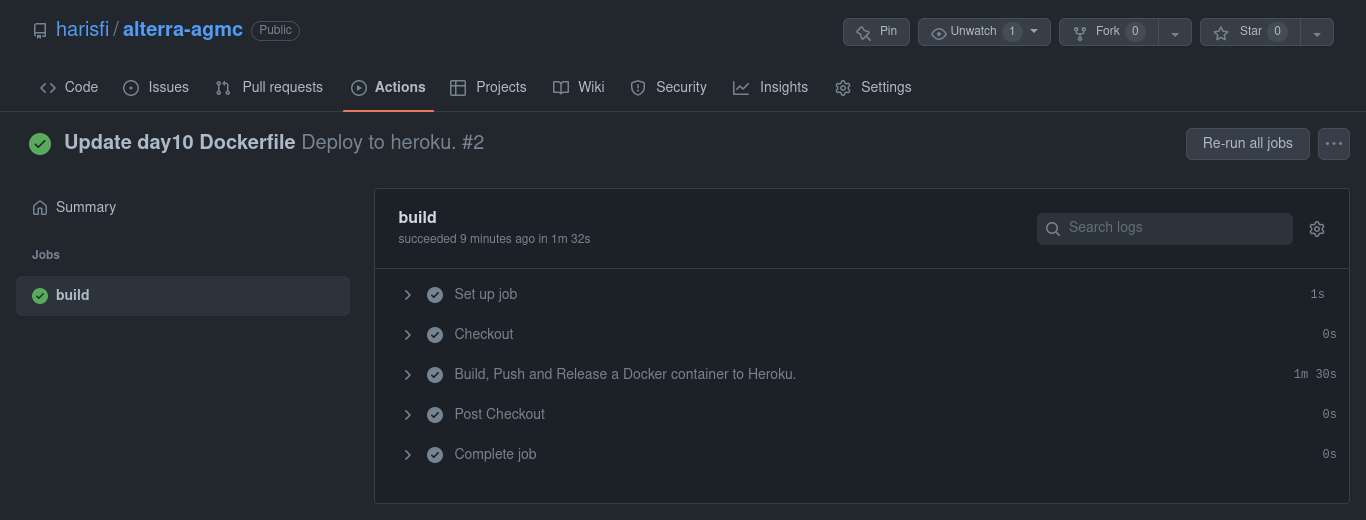 harisfi / alterra-agmc Public Pin Unwatch 1 Fork 0 Star 0
Code Issues Pull requests Actions Projects Wiki Security Insights Settings
Update day10 Dockerfile Deploy to heroku. #2 Re-run all jobs ...
Summary
Jobs
build
build
succeeded 9 minutes ago in 1m 32s
Search logs
Set up job 1s
Checkout 0s
Build, Push and Release a Docker container to Heroku. 1m 30s
Post Checkout 0s
Complete job 0s